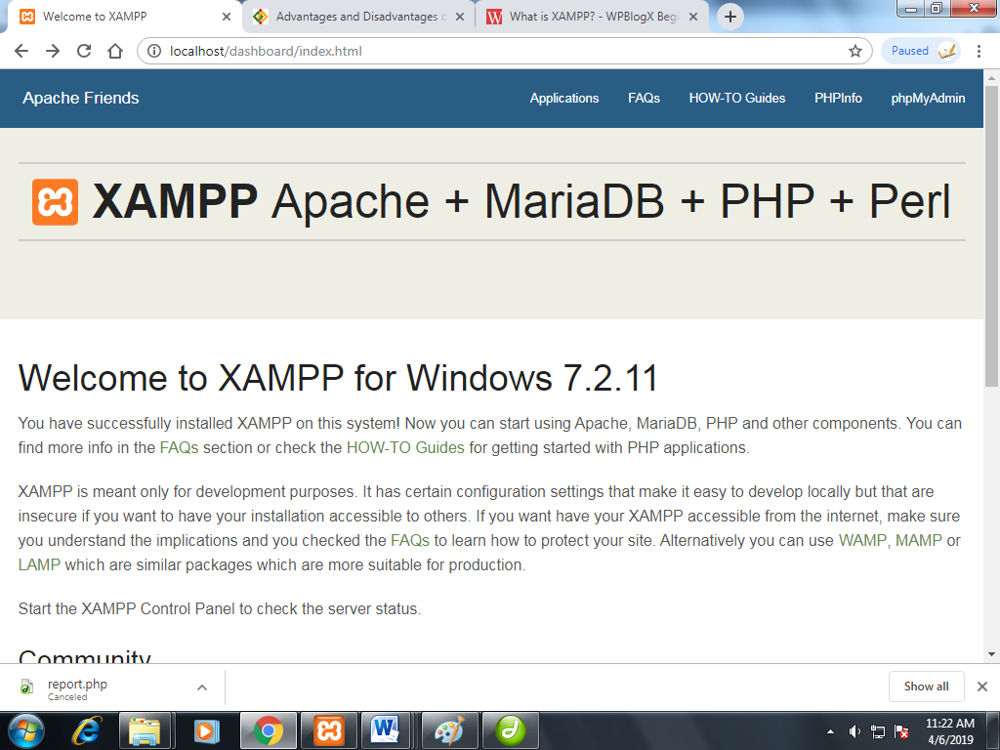 Welcome to XAMPP
Advantages and Disadvantages
What is XAMPP? - WPBlogX Begi
localhost/dashboard/index.html
Paused
Apache Friends
Applications
FAQs
HOW-TO Guides
PHPInfo
phpMyAdmin
XAMPP Apache + MariaDB + PHP + Perl
Welcome to XAMPP for Windows 7.2.11
You have successfully installed XAMPP on this system! Now you can start using Apache, MariaDB, PHP and other components. You can
find more info in the FAQs section or check the HOW-TO Guides for getting started with PHP applications.
XAMPP is meant only for development purposes. It has certain configuration settings that make it easy to develop locally but that are
insecure if you want to have your installation accessible to others. If you want have your XAMPP accessible from the internet, make sure
you understand the implications and you checked the FAQs to learn how to protect your site. Alternatively you can use WAMP, MAMP or
LAMP which are similar packages which are more suitable for production.
Start the XAMPP Control Panel to check the server status.
Community
report.php
Canceled
Show all
11:22 AM
4/6/2019